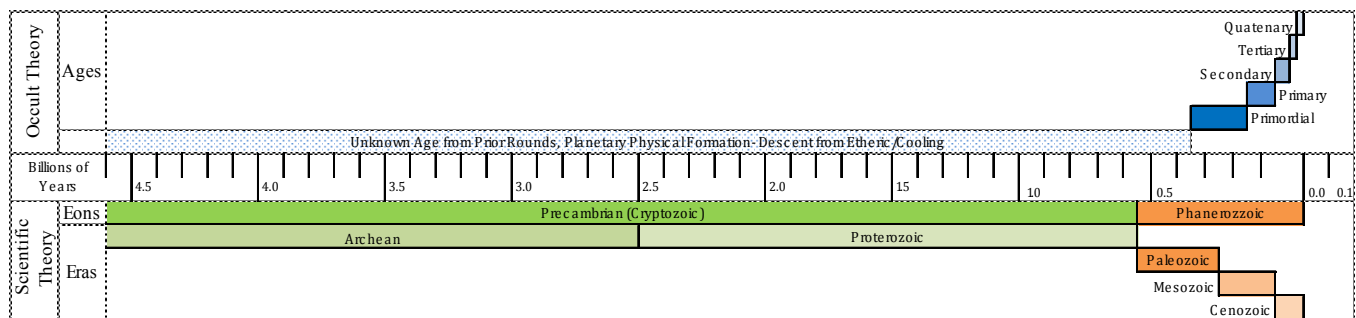 Occult Theory
Ages
Quatenary
Tertiary
Secondary
Primary
Primordial
Unknown Age from Prior Rounds, Planetary Physical Formation- Descent from Etheric/Cooling
Billions of
Years
4.5 4.0 3.5 3.0 2.5 2.0 15 10 0.5 0.0 0.1
Scientific
Theory
Eons
Precambrian (Cryptozoic) Phanerozzoic
Eras
Archean Proterozoic
Paleozoic
Mesozoic
Cenozoic